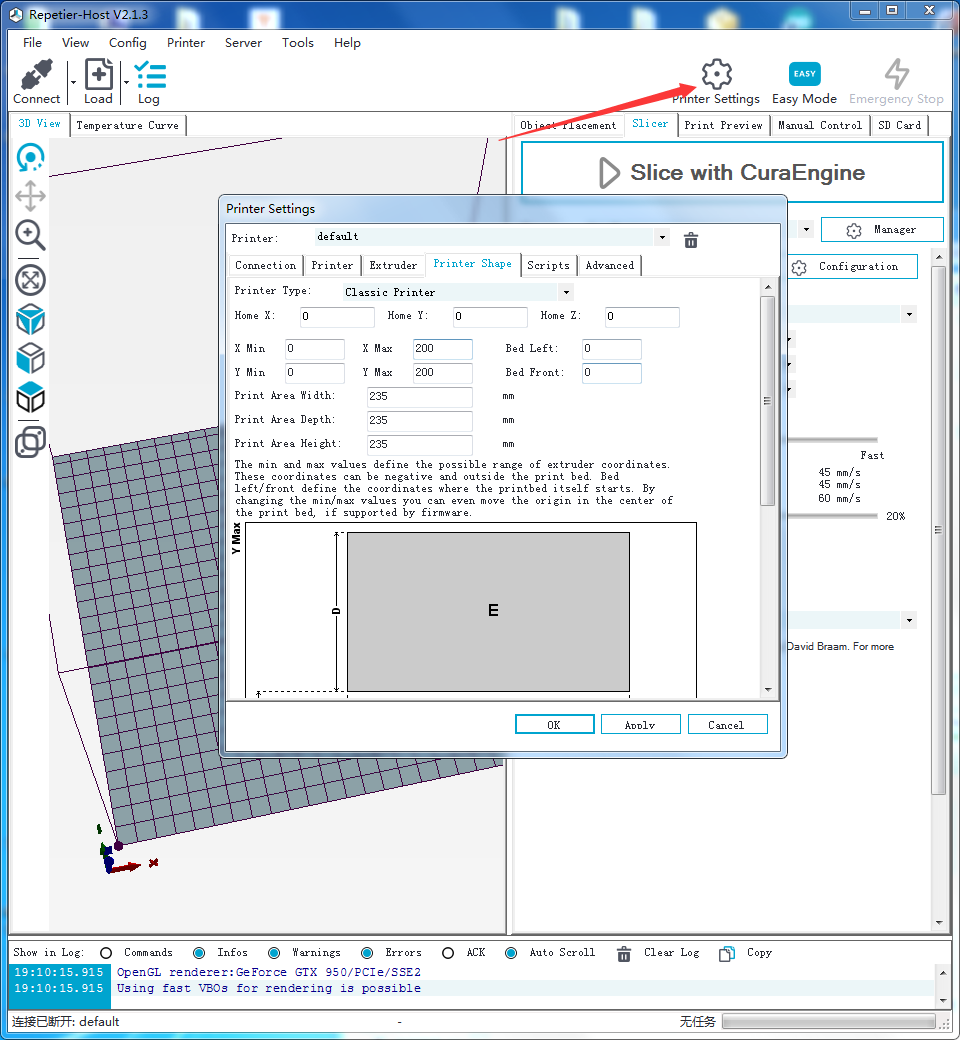 Repetier-Host V2.1.3
File View Config Printer Server Tools Help
Connect Load Log Printer Settings Easy Mode Emergency Stop
EASY
3D View Temperature Curve Object Placement Slicer Print Preview Manual Control SD Card
Slice with CuraEngine
Manager
Configuration
Printer Settings
Printer: default
Connection Printer Extruder Printer Shape Scripts Advanced
Printer Type: Classic Printer
Home X: 0 Home Y: 0 Home Z: 0
X Min 0 X Max 200 Bed Left: 0
Y Min 0 Y Max 200 Bed Front: 0
Print Area Width: 235 mm
Print Area Depth: 235 mm
Print Area Height: 235 mm
The min and max values define the possible range of extruder coordinates.
These coordinates can be negative and outside the print bed. Bed
left/front define the coordinates where the printbed itself starts. By
changing the min/max values you can even move the origin in the center of
the print bed, if supported by firmware.
Y Max
D
E
OK Apply Cancel
Fast
45 mm/s
45 mm/s
60 mm/s
20%
David Braam. For more
Show in Log: Commands Infos Warnings Errors ACK Auto Scroll Clear Log Copy
19:10:15.915 OpenGL renderer:GeForce GTX 950/PCIe/SSE2
19:10:15.915 Using fast VBOs for rendering is possible
连接已断开: default - 无任务